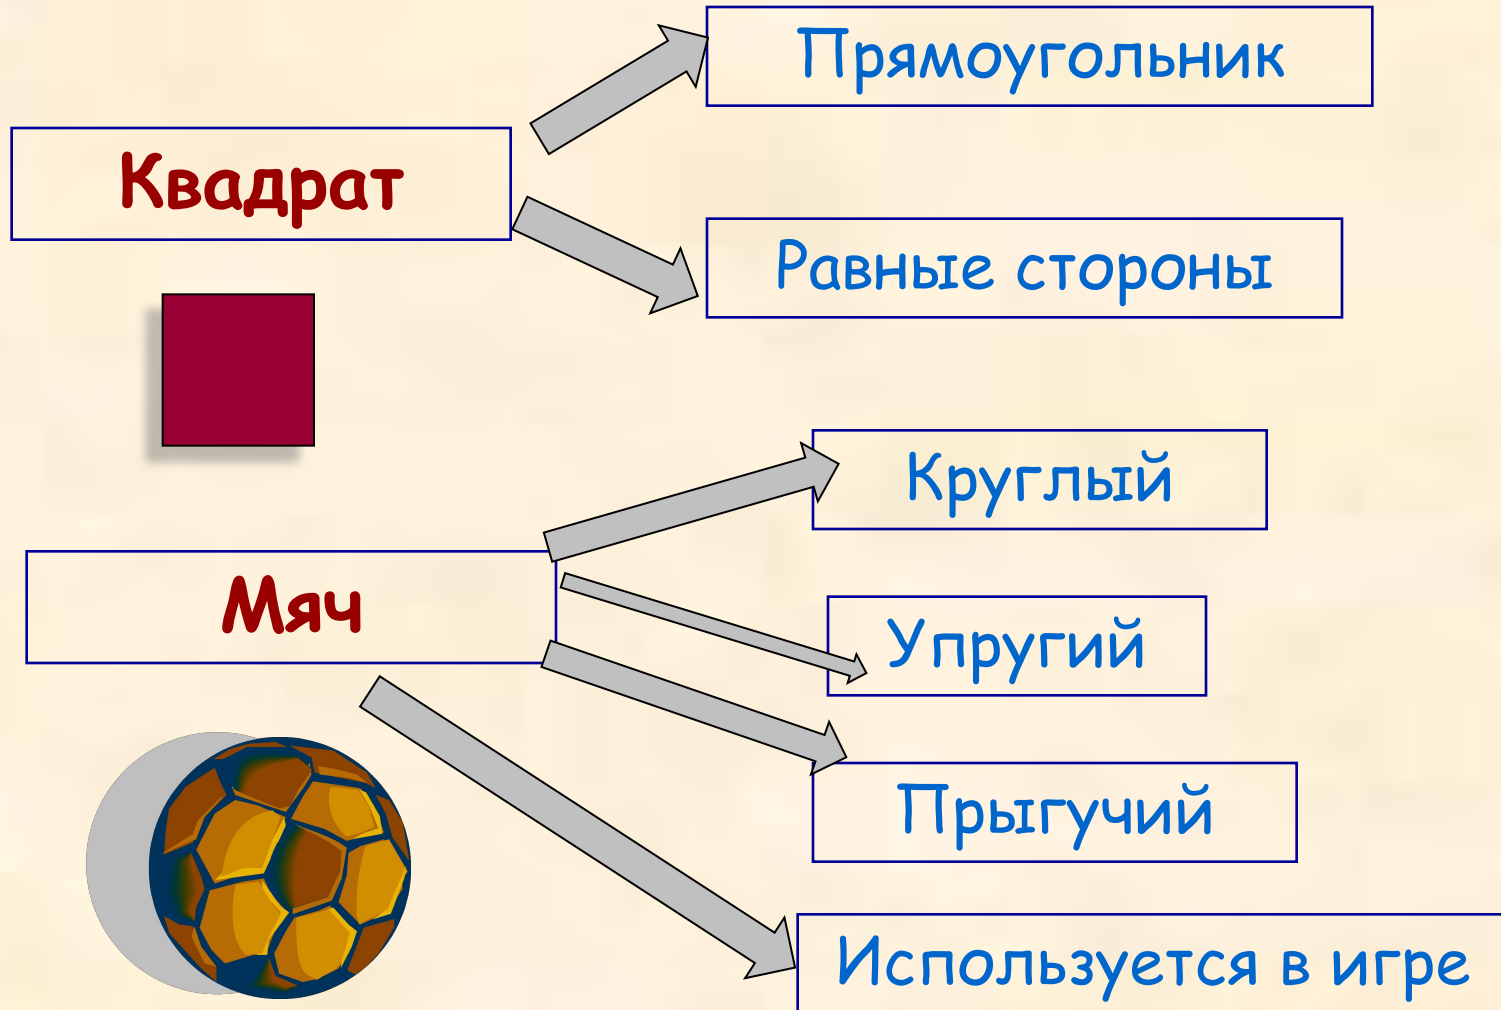 Квадрат
Прямоугольник
Равные стороны
Мяч
Круглый
Упругий
Прыгучий
Используется в игре